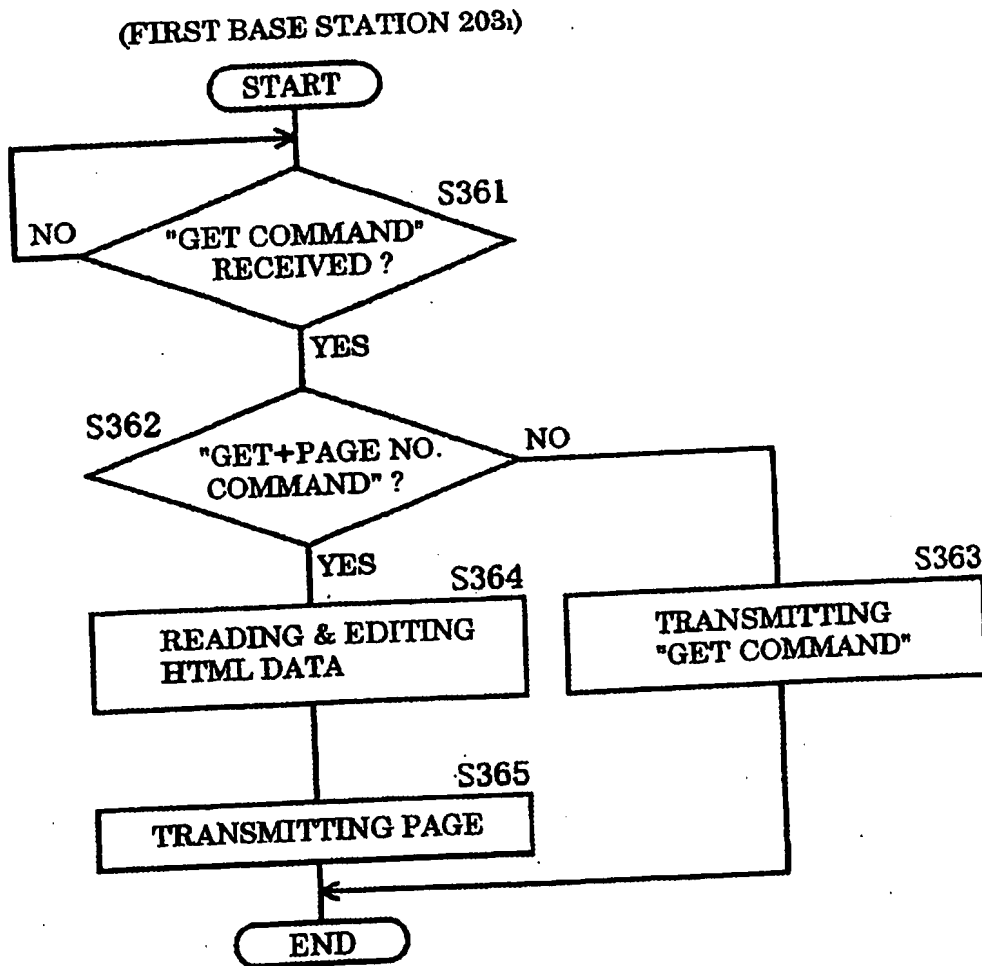 (FIRST BASE STATION 203₁)
START
S361
NO
"GET COMMAND"
RECEIVED ?
YES
S362
"GET+PAGE NO.
COMMAND" ?
NO
YES
S364
READING & EDITING
HTML DATA
S363
TRANSMITTING
"GET COMMAND"
S365
TRANSMITTING PAGE
END